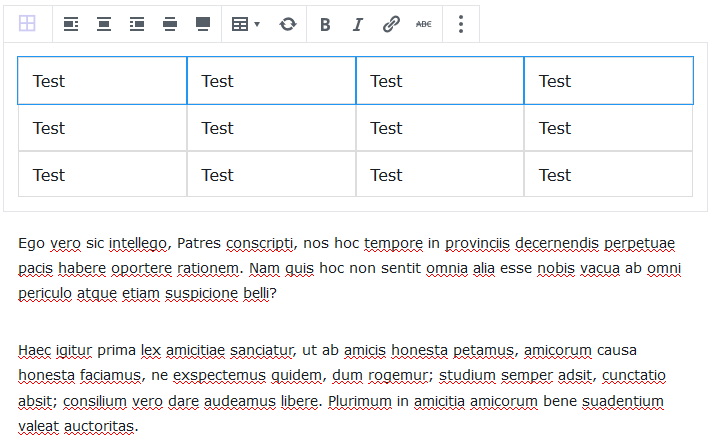 B I ABC
Test Test Test Test
Test Test Test Test
Test Test Test Test
Ego vero sic intellego, Patres conscripti, nos hoc tempore in provinciis decernendis perpetuae
pacis habere oportere rationem. Nam quis hoc non sentit omnia alia esse nobis vacua ab omni
periculo atque etiam suspicione belli?
Haec igitur prima lex amicitiae sanciatur, ut ab amicis honesta petamus, amicorum causa
honesta faciamus, ne exspectemus quidem, dum rogemur; studium semper adsit, cunctatio
absit; consilium vero dare audeamus libere. Plurimum in amicitia amicorum bene suadentium
valeat auctoritas.